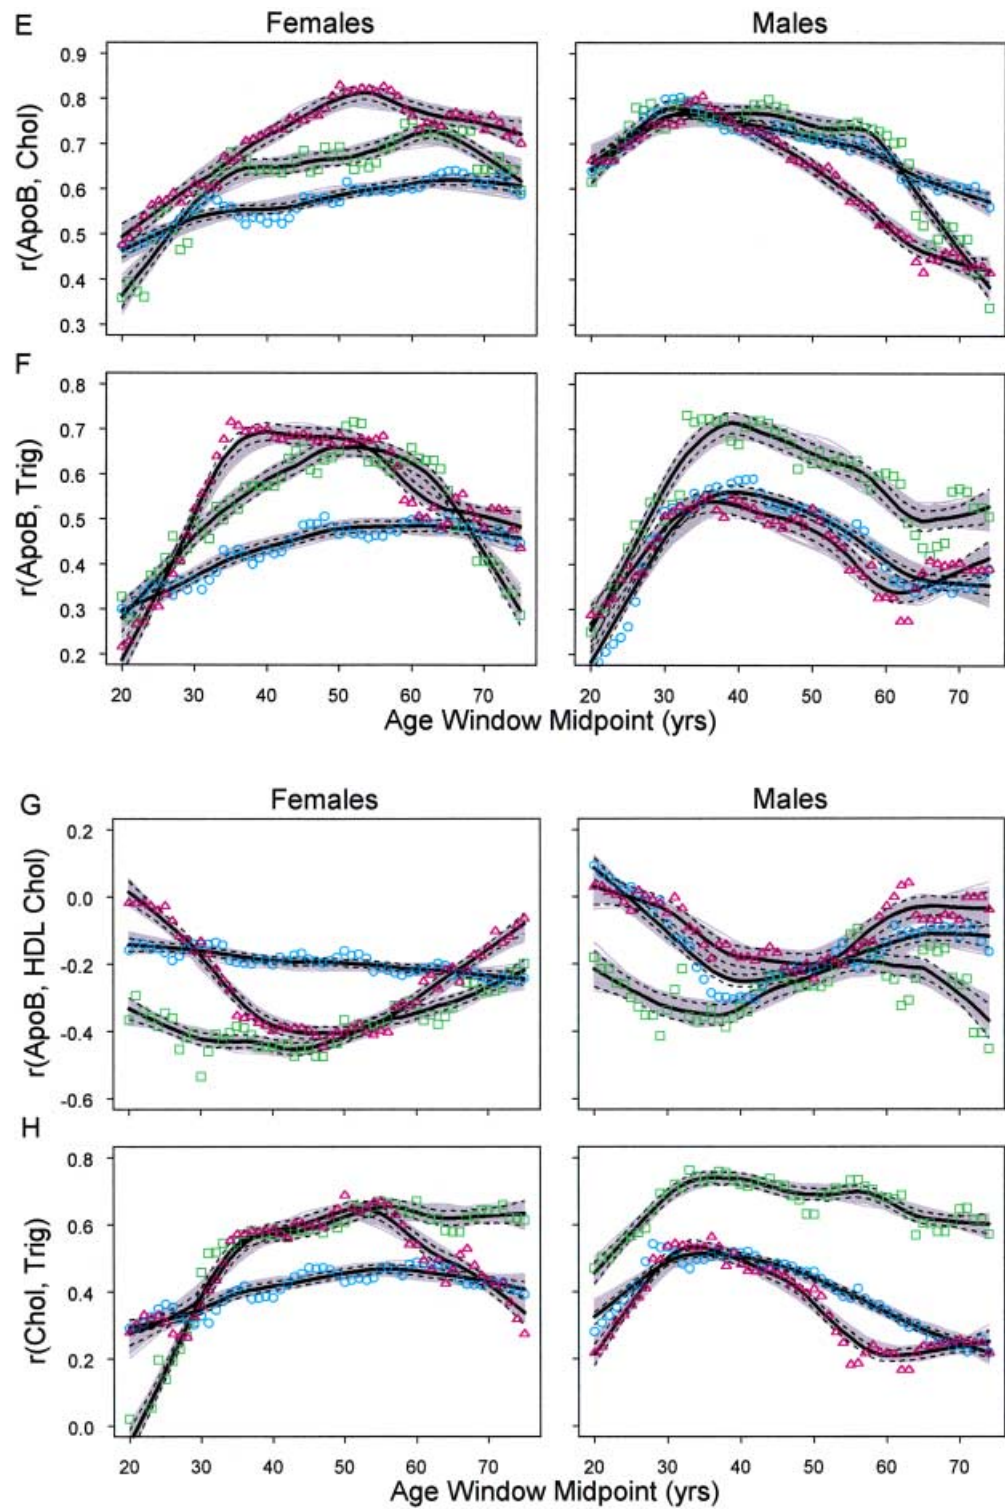 E
Females
Males
r(ApoB, Chol)
0.9
0.8
0.7
0.6
0.5
0.4
0.3
F
r(ApoB, Trig)
0.8
0.7
0.6
0.5
0.4
0.3
0.2
20 30 40 50 60 70 20 30 40 50 60 70
Age Window Midpoint (yrs)
G
Females
Males
r(ApoB, HDL Chol)
0.2
0.0
-0.2
-0.4
-0.6
H
r(Chol, Trig)
0.8
0.6
0.4
0.2
0.0
20 30 40 50 60 70 20 30 40 50 60 70
Age Window Midpoint (yrs)